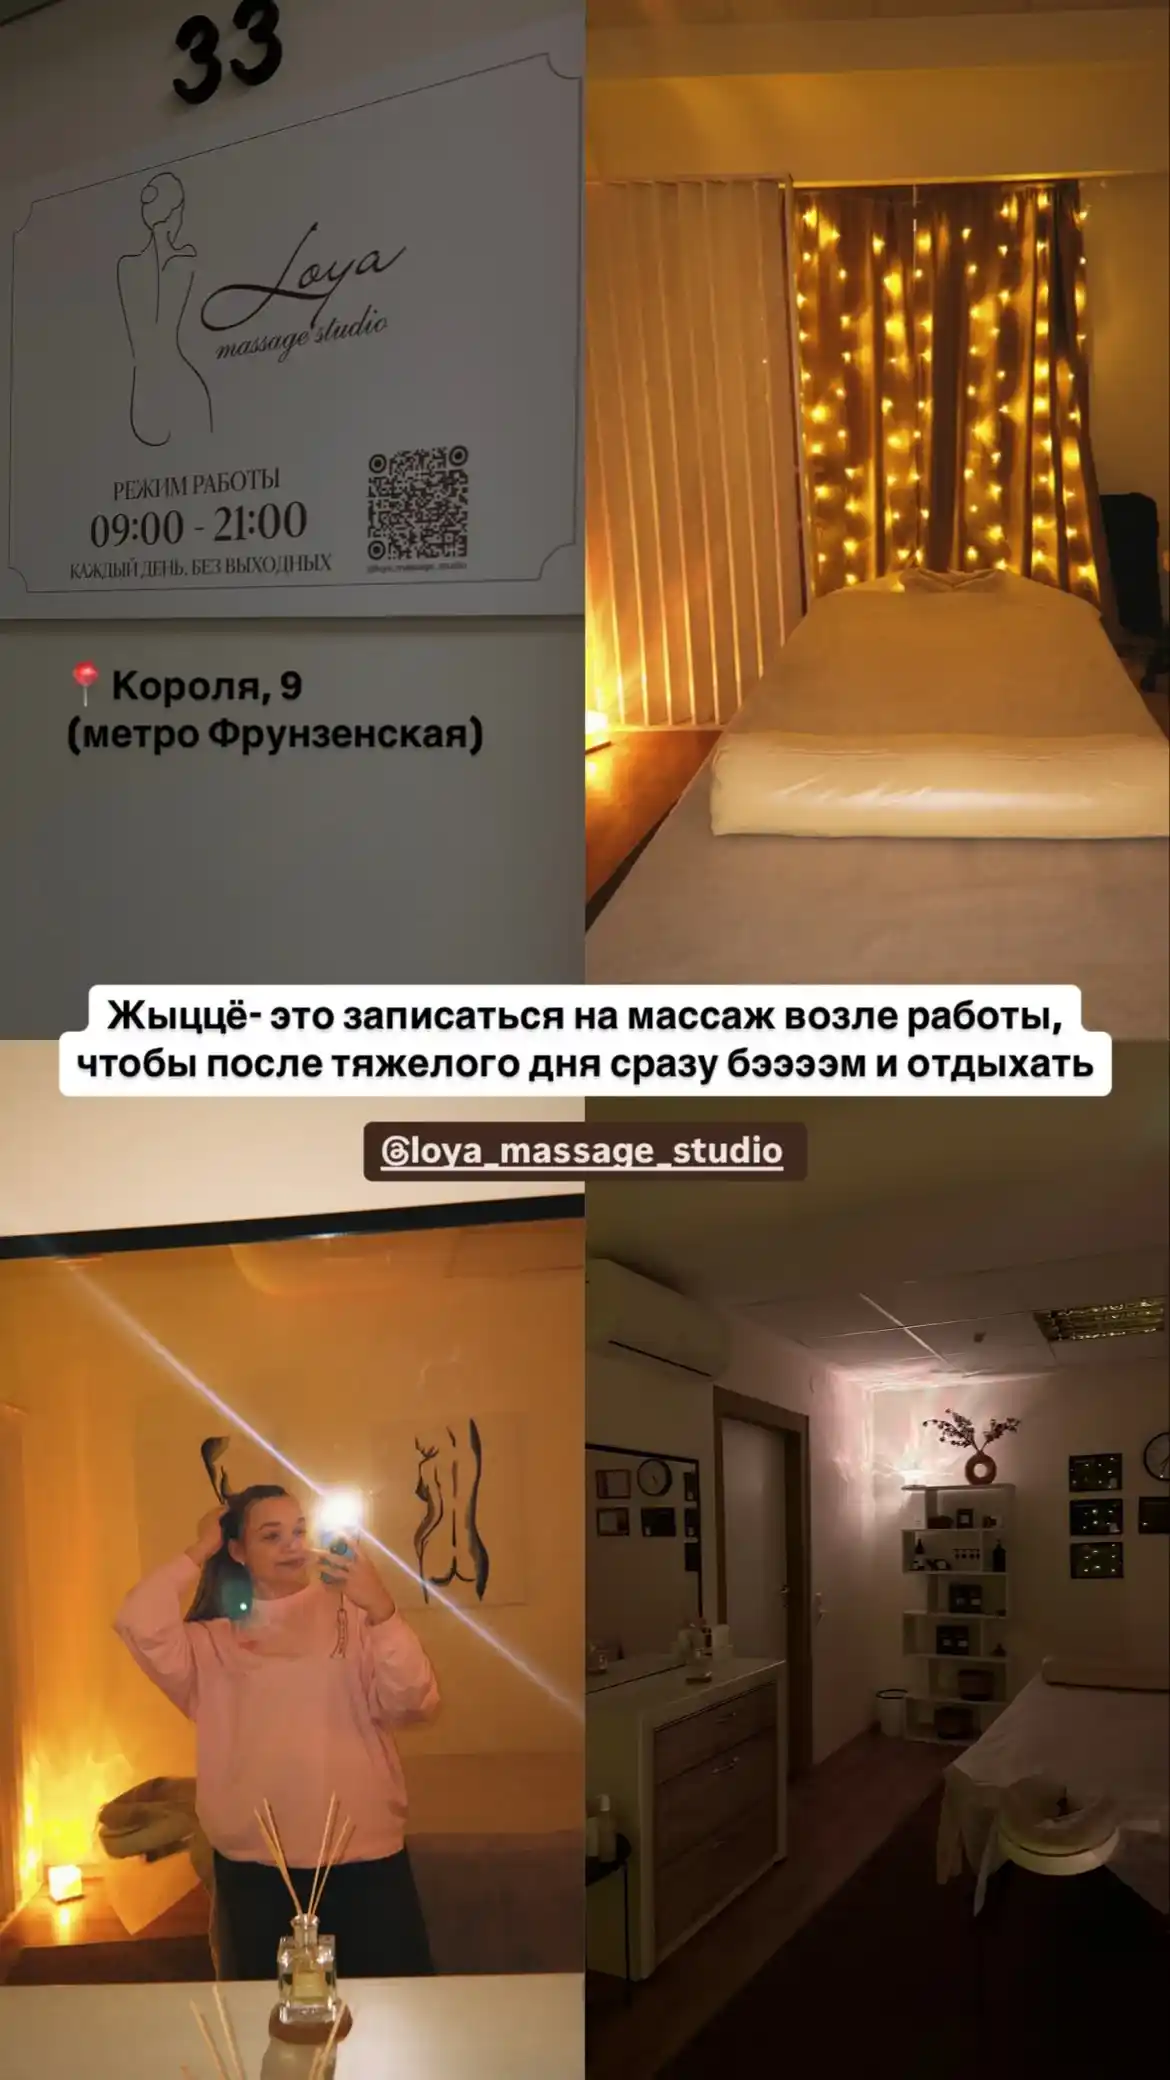 33
Loya
massage studio
РЕЖИМ РАБОТЫ
09:00 - 21:00
КАЖДЫЙ ДЕНЬ, БЕЗ ВЫХОДНЫХ
@loya_massage_studio
Короля, 9
(метро Фрунзенская)
Жыццё- это записаться на массаж возле работы,
чтобы после тяжелого дня сразу бээээм и отдыхать
@loya_massage_studio